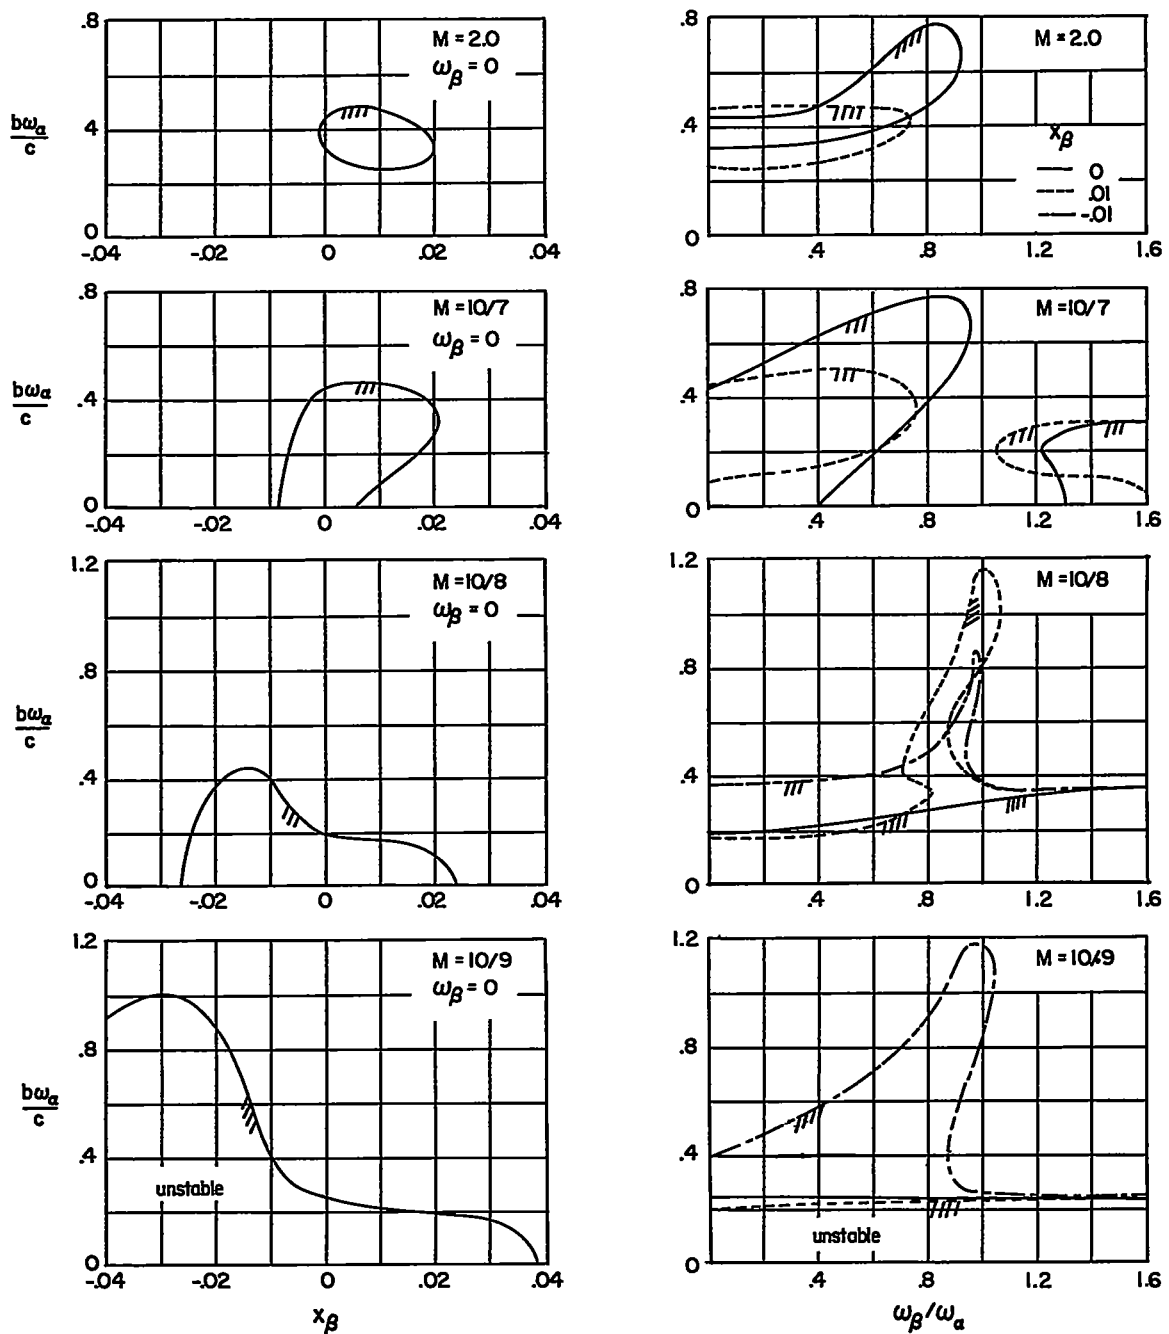 .8
M = 2.0
ω_β = 0
bω_α
c
.4
0
-.04
-.02
0
.02
.04
.8
M = 2.0
.4
x_β
0
.01
-.01
0
.4
.8
1.2
1.6
.8
M = 10/7
ω_β = 0
bω_α
c
.4
0
-.04
-.02
0
.02
.04
.8
M = 10/7
.4
0
.4
.8
1.2
1.6
1.2
M = 10/8
ω_β = 0
.8
bω_α
c
.4
0
-.04
-.02
0
.02
.04
1.2
M = 10/8
.8
.4
0
.4
.8
1.2
1.6
1.2
M = 10/9
ω_β = 0
.8
bω_α
c
.4
unstable
0
-.04
-.02
0
.02
.04
x_β
1.2
M = 10/9
.8
.4
unstable
0
.4
.8
1.2
1.6
ω_β/ω_α